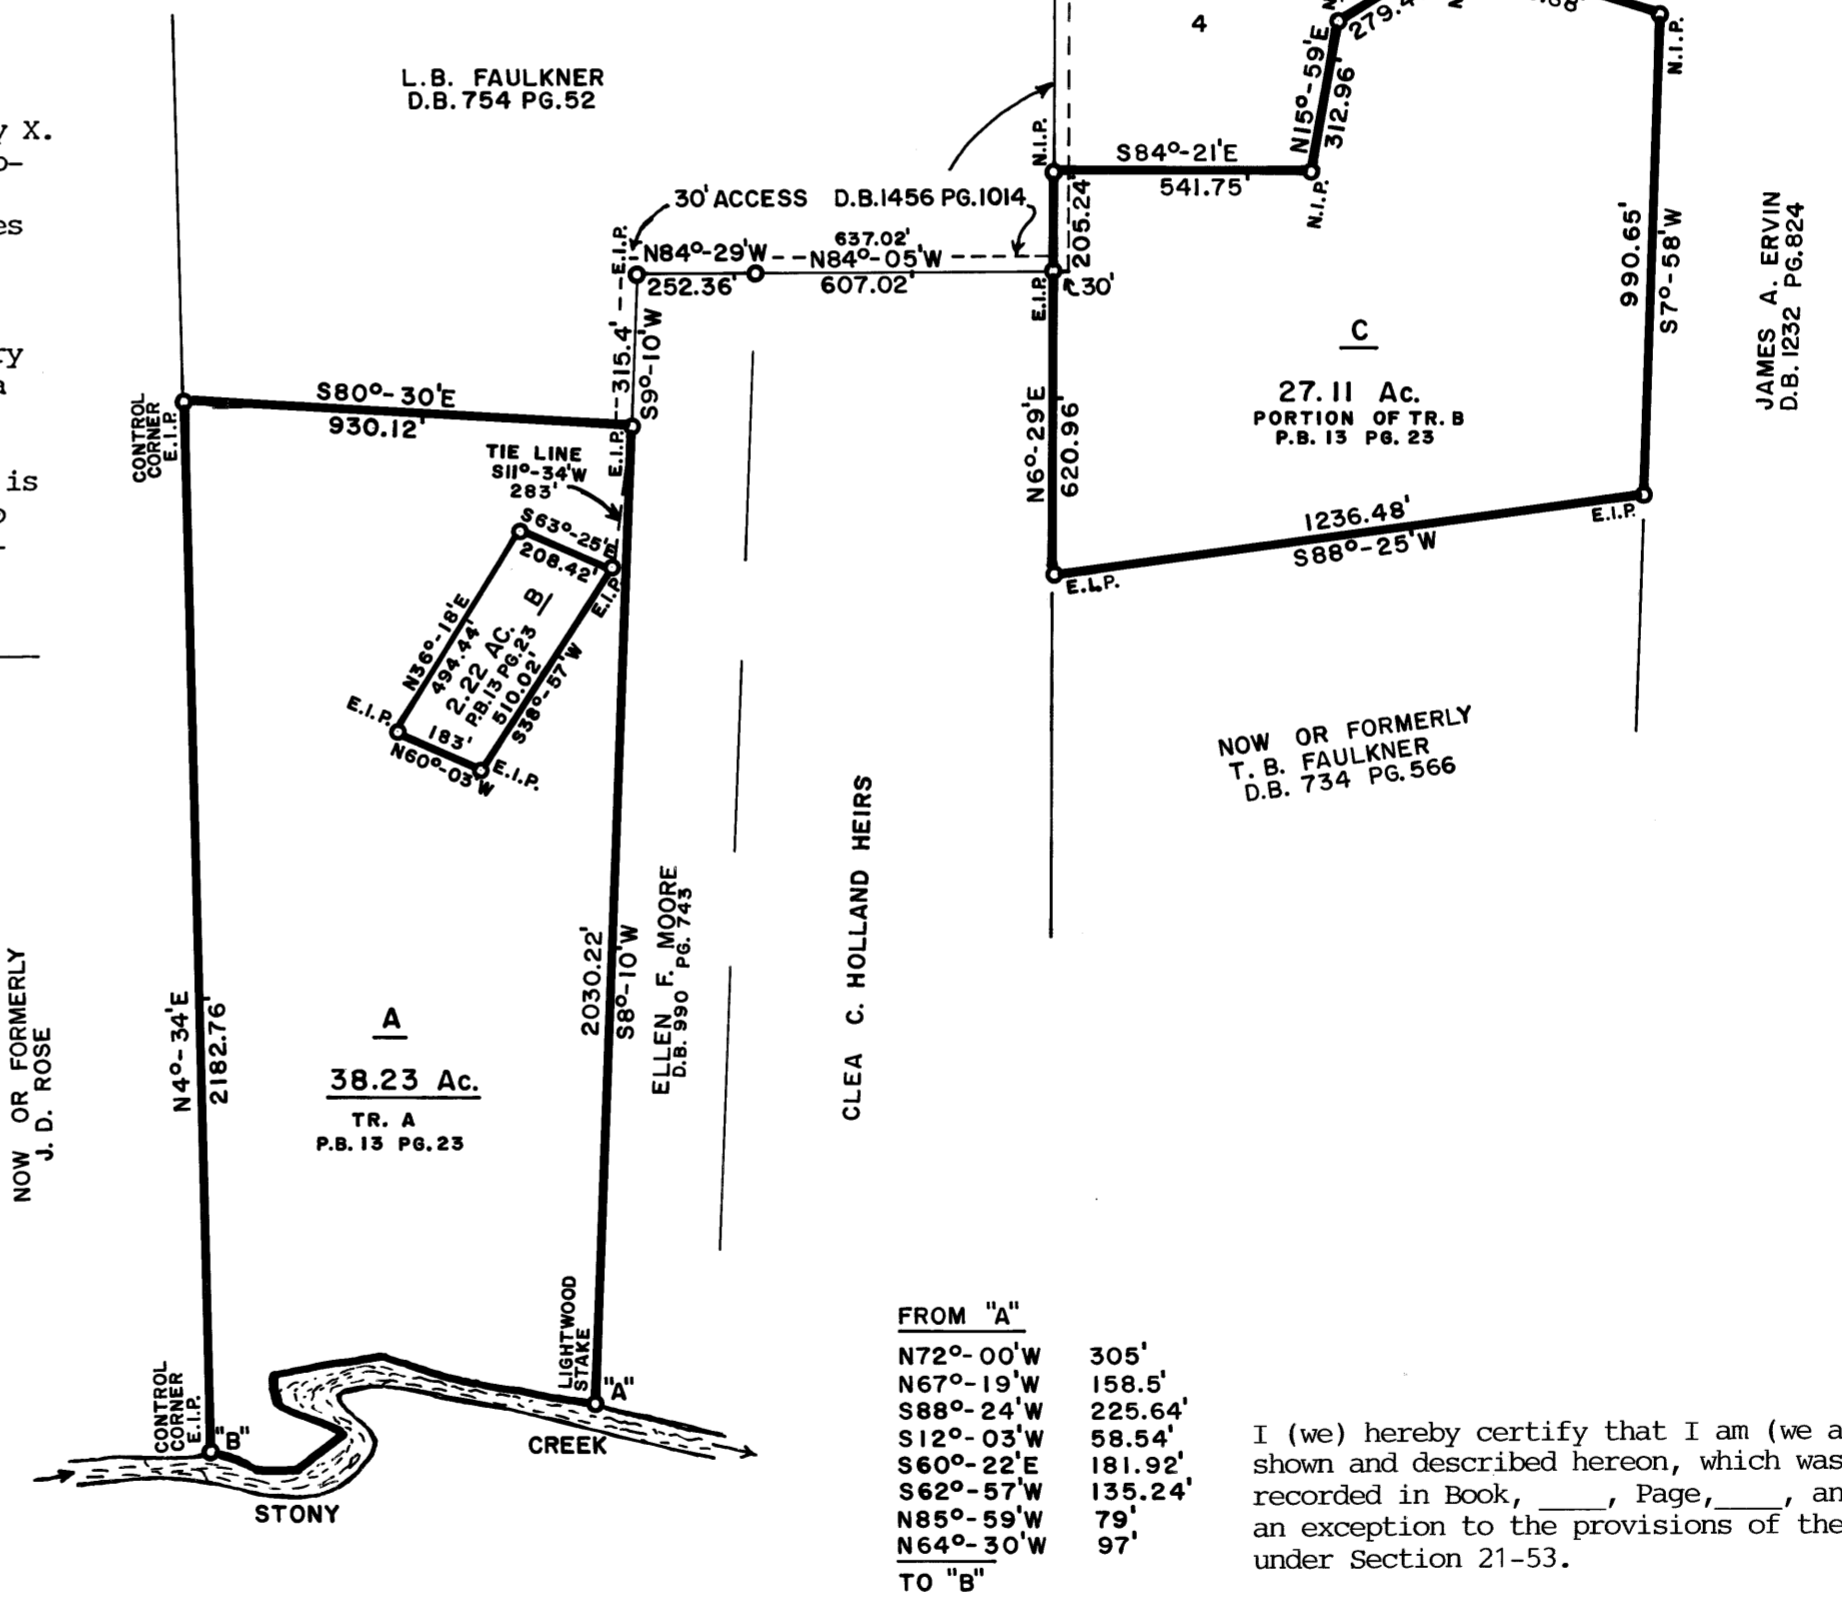 L.B. FAULKNER
D.B. 754 PG. 52
4
N15°-59'E
312.96'
279.4
N.I.P.
N.I.P.
S84°-21'E
541.75'
N.I.P.
205.24'
30' ACCESS D.B. 1456 PG. 1014
E.I.P.
N84°-29'W
252.36'
637.02'
N84°-05'W
607.02'
E.I.P.
30'
315.4'
S9°-10'W
990.65'
S7°-58'W
JAMES A. ERVIN
D.B. 1232 PG. 824
C
27.11 Ac.
PORTION OF TR. B
P.B. 13 PG. 23
N6°-29'E
620.96'
1236.48'
S88°-25'W
E.I.P.
E.I.P.
NOW OR FORMERLY
T. B. FAULKNER
D.B. 734 PG. 566
CONTROL
CORNER
E.I.P.
S80°-30'E
930.12'
E.I.P.
TIE LINE
S11°-34'W
283'
S63°-25'E
208.42'
E.I.P.
N36°-18'E
494.44'
B
2.22 AC.
P.B. 13 PG. 23
510.02'
S38°-57'W
E.I.P.
183'
N60°-03'W
E.I.P.
CLEA C. HOLLAND HEIRS
ELLEN F. MOORE
D.B. 990 PG. 743
2030.22'
S8°-10'W
N4°-34'E
2182.76'
A
38.23 Ac.
TR. A
P.B. 13 PG. 23
NOW OR FORMERLY
J. D. ROSE
LIGHTWOOD
STAKE
"A"
CONTROL
CORNER
E.I.P.
"B"
CREEK
STONY
FROM "A"
N72°-00'W 305'
N67°-19'W 158.5'
S88°-24'W 225.64'
S12°-03'W 58.54'
S60°-22'E 181.92'
S62°-57'W 135.24'
N85°-59'W 79'
N64°-30'W 97'
TO "B"
I (we) hereby certify that I am (we a
shown and described hereon, which was
recorded in Book, ____, Page,____, an
an exception to the provisions of the
under Section 21-53.
y X.
es
is